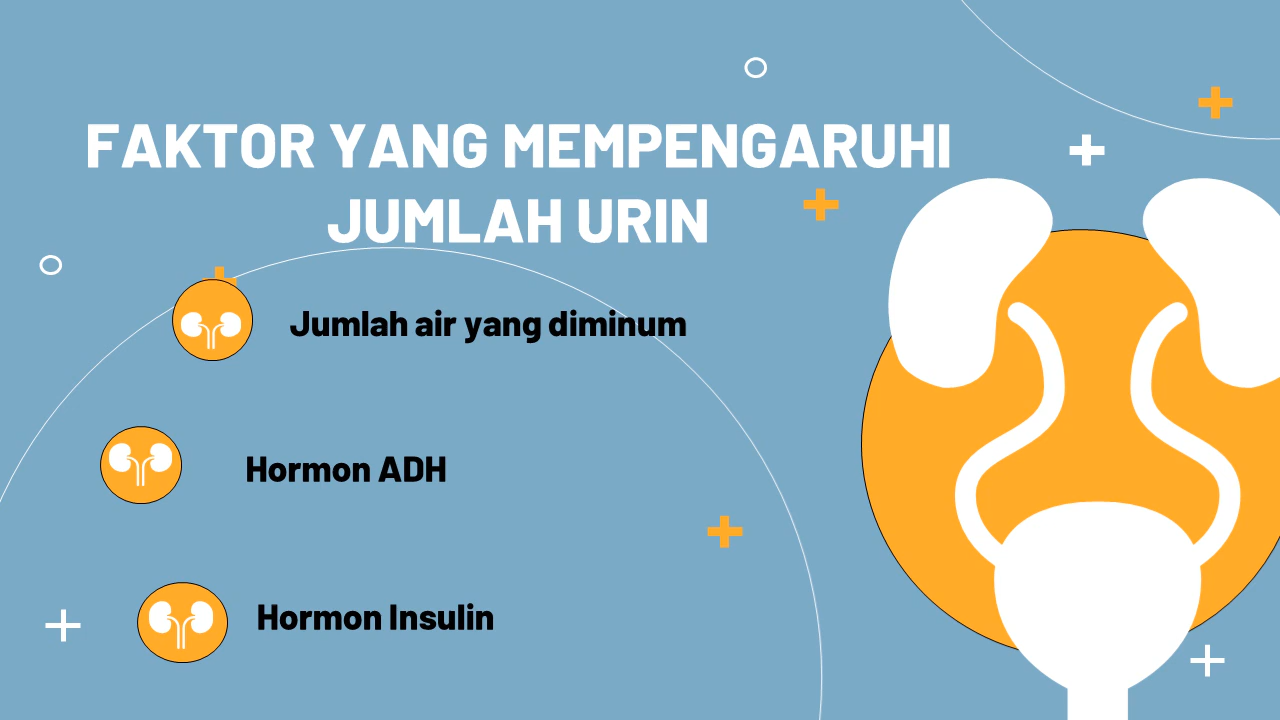 FAKTOR YANG MEMPENGARUHI
JUMLAH URIN
Jumlah air yang diminum
Hormon ADH
Hormon Insulin